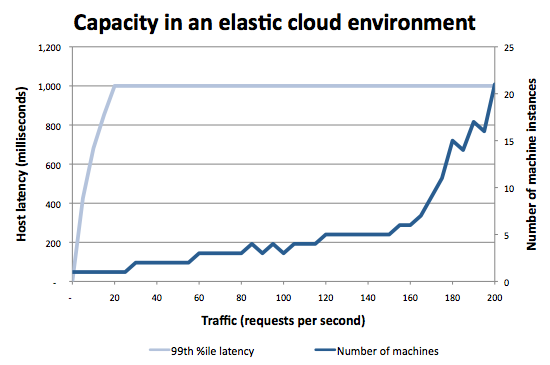 Capacity in an elastic cloud environment
Host latency (milliseconds)
1,200
1,000
800
600
400
200
-
Number of machine instances
25
20
15
10
5
0
- 20 40 60 80 100 120 140 160 180 200
Traffic (requests per second)
99th %ile latency Number of machines